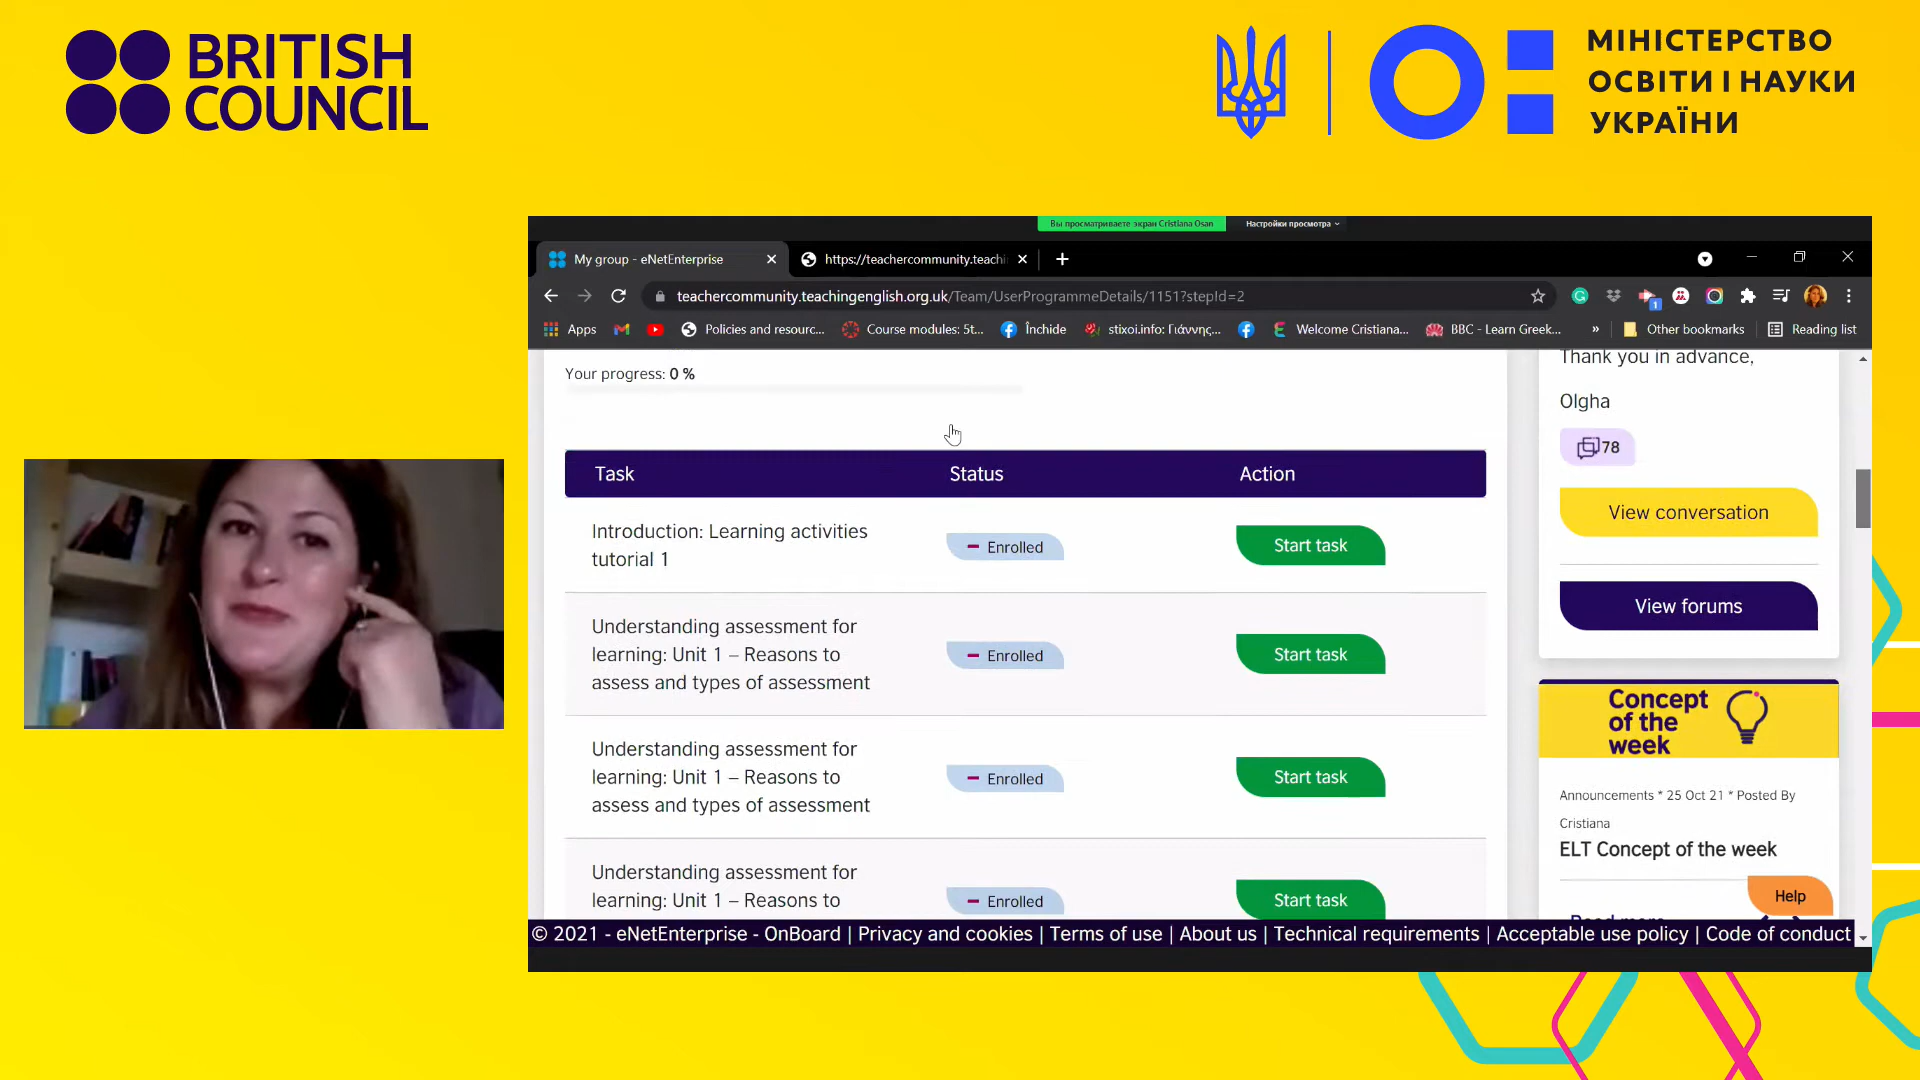 BRITISH
COUNCIL
МІНІСТЕРСТВО
ОСВІТИ І НАУКИ
УКРАЇНИ
Вы просматриваете экран Cristiana Osan
Настройки просмотра
My group - eNetEnterprise
https://teachercommunity.teachi
teachercommunity.teachingenglish.org.uk/Team/UserProgrammeDetails/1151?stepId=2
Apps
Policies and resourc...
Course modules: 5t...
Închide
stixoi.info: Γιάννης...
Welcome Cristiana...
BBC - Learn Greek...
»
Other bookmarks
Reading list
Your progress: 0 %
Task Status Action
Introduction: Learning activities
tutorial 1
Enrolled
Start task
Understanding assessment for
learning: Unit 1 – Reasons to
assess and types of assessment
Enrolled
Start task
Understanding assessment for
learning: Unit 1 – Reasons to
assess and types of assessment
Enrolled
Start task
Understanding assessment for
learning: Unit 1 – Reasons to
Enrolled
Start task
Thank you in advance,
Olgha
78
View conversation
View forums
Concept
of the
week
Announcements * 25 Oct 21 * Posted By
Cristiana
ELT Concept of the week
Help
© 2021 - eNetEnterprise - OnBoard | Privacy and cookies | Terms of use | About us | Technical requirements | Acceptable use policy | Code of conduct